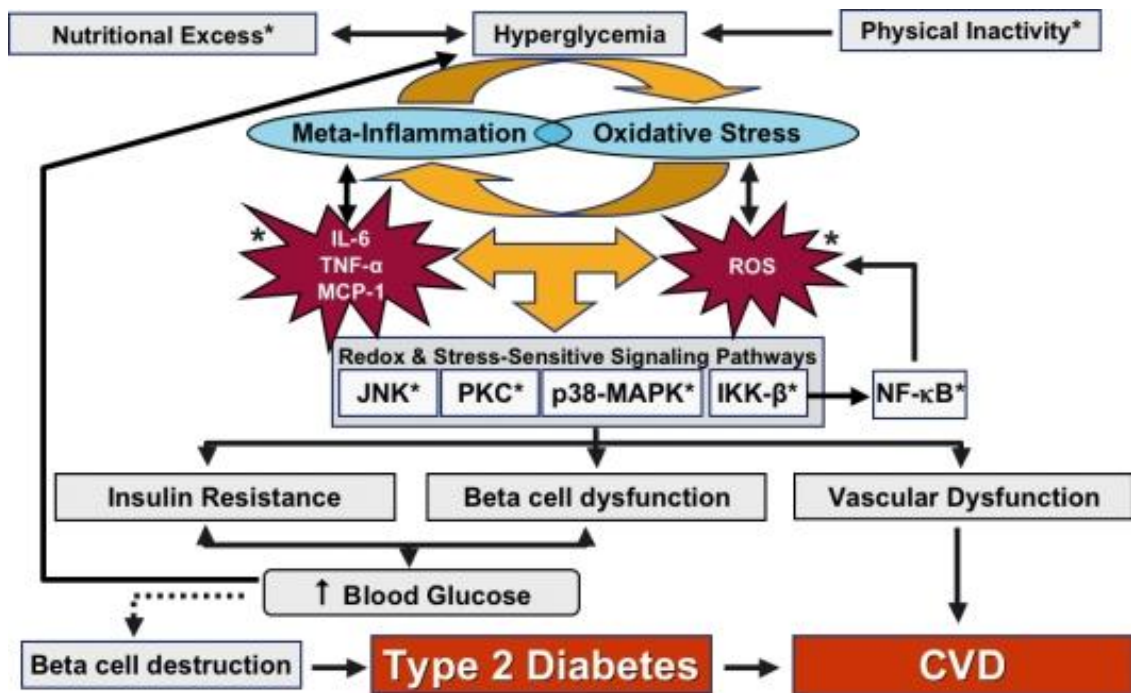 Nutritional Excess*
Hyperglycemia
Physical Inactivity*
Meta-Inflammation
Oxidative Stress
*
IL-6
TNF-α
MCP-1
ROS
*
Redox & Stress-Sensitive Signaling Pathways
JNK*
PKC*
p38-MAPK*
IKK-β*
NF-κB*
Insulin Resistance
Beta cell dysfunction
Vascular Dysfunction
↑ Blood Glucose
Beta cell destruction
Type 2 Diabetes
CVD